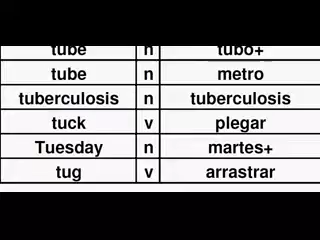 tube n tubo+
tube n metro
tuberculosis n tuberculosis
tuck v plegar
Tuesday n martes+
tug v arrastrar